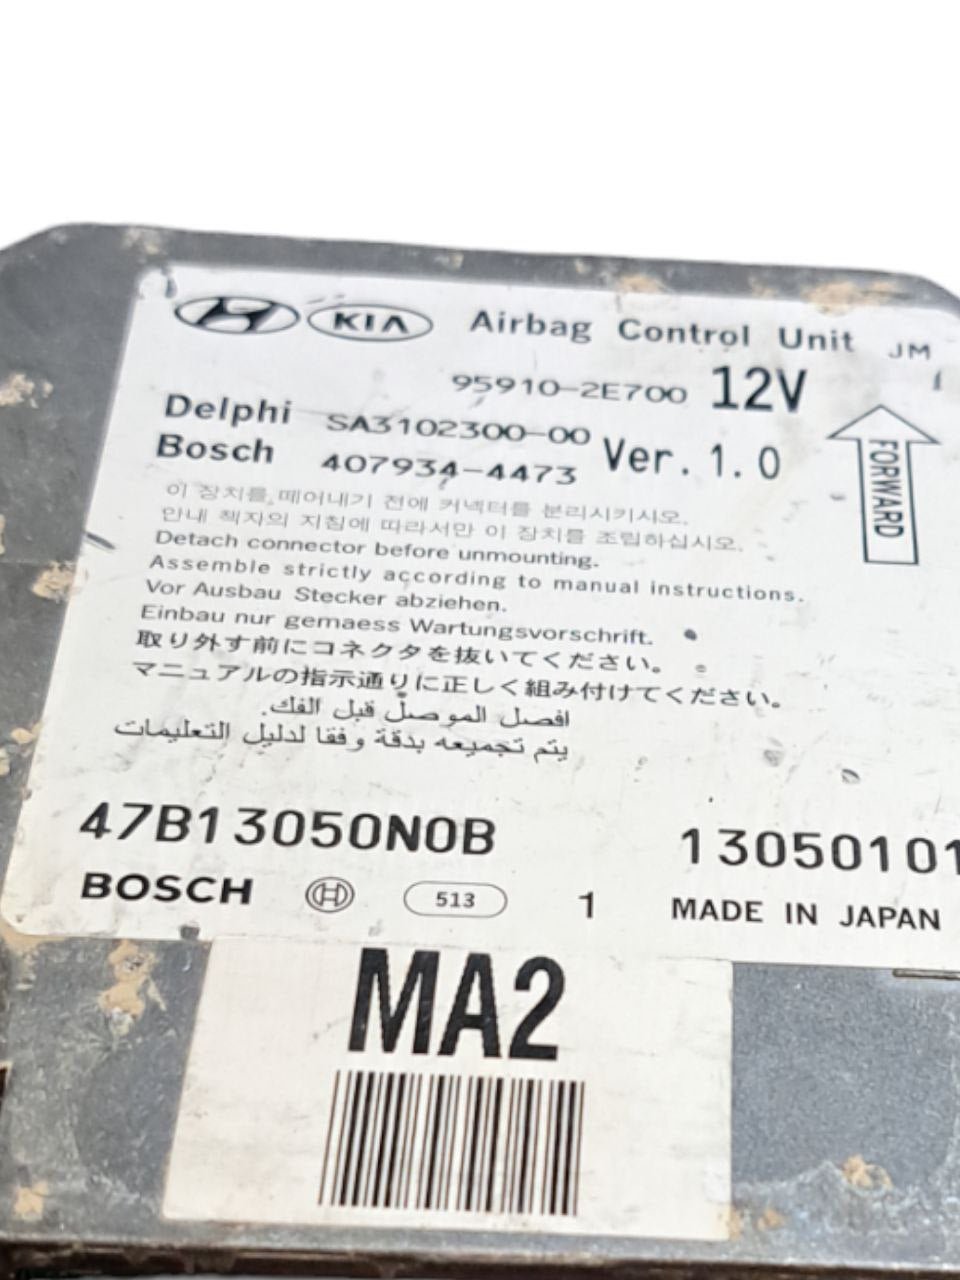 KIA Airbag Control Unit JM
95910-2E700 12V
Delphi SA3102300-00
Bosch 407934-4473 Ver.1.0
FORWARD
이 장치를 떼어내기 전에 커넥터를 분리시키시오.
안내 책자의 지침에 따라서만 이 장치를 조립하십시오.
Detach connector before unmounting.
Assemble strictly according to manual instructions.
Vor Ausbau Stecker abziehen.
Einbau nur gemaess Wartungsvorschrift.
取り外す前にコネクタを抜いてください。
マニュアルの指示通りに正しく組み付けてください。
افصل الموصل قبل الفك.
يتم تجميعه بدقة وفقا لدليل التعليمات
47B13050N0B 13050101
BOSCH 513 1 MADE IN JAPAN
MA2